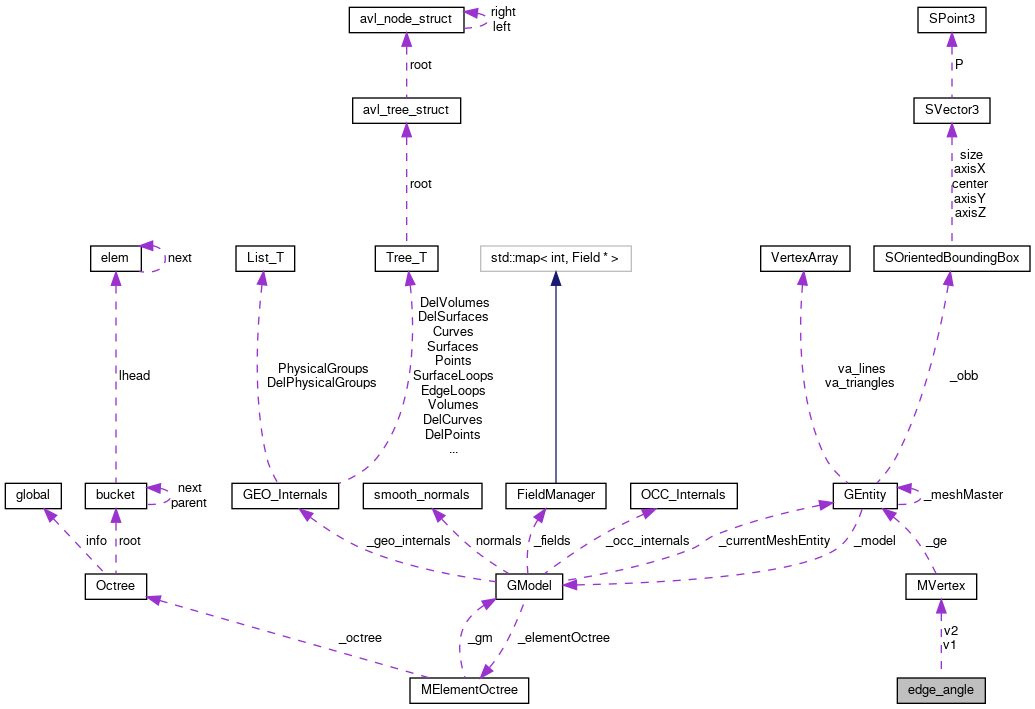 avl_node_struct
right
left
SPoint3
root
P
avl_tree_struct
SVector3
root
size
axisX
center
axisY
axisZ
elem
next
List_T
Tree_T
std::map< int, Field * >
VertexArray
SOrientedBoundingBox
lhead
PhysicalGroups
DelPhysicalGroups
DelVolumes
DelSurfaces
Curves
Surfaces
Points
SurfaceLoops
EdgeLoops
Volumes
DelCurves
DelPoints
...
va_lines
va_triangles
_obb
global
bucket
next
parent
GEO_Internals
smooth_normals
FieldManager
OCC_Internals
GEntity
_meshMaster
info
root
_geo_internals
normals
_fields
_occ_internals
_currentMeshEntity
_model
_ge
Octree
GModel
MVertex
_octree
_gm
_elementOctree
v2
v1
MElementOctree
edge_angle